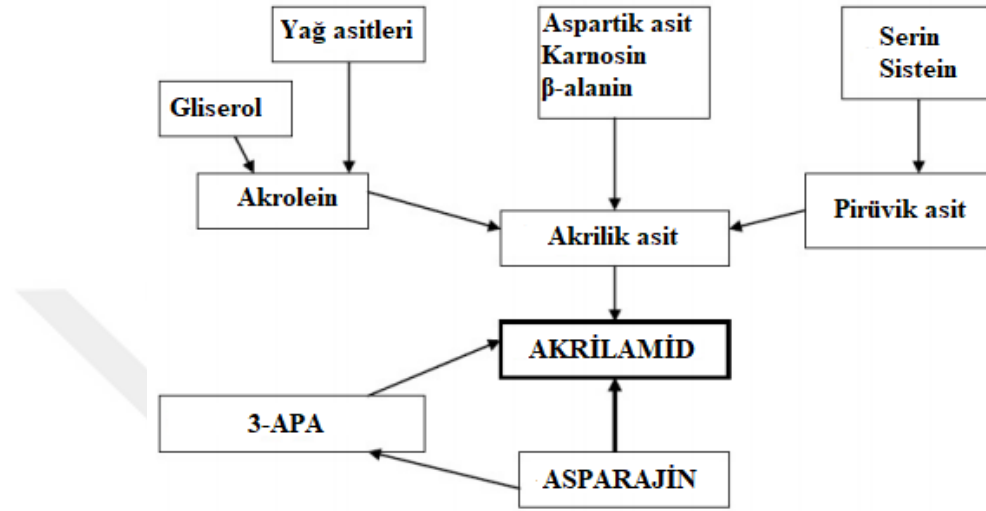 Yağ asitleri
Aspartik asit
Karnosin
β-alanin
Serin
Sistein
Gliserol
Akrolein
Pirüvik asit
Akrilik asit
AKRİLAMİD
3-APA
ASPARAJİN